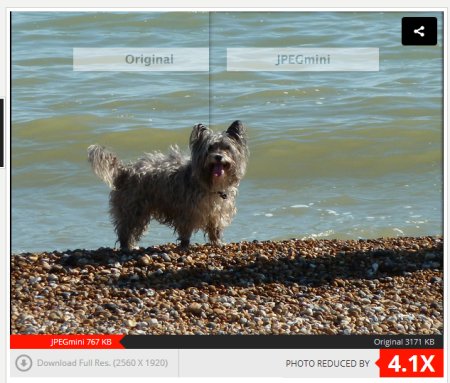 Original JPEGmini
JPEGmini 767 KB Original 3171 KB
Download Full Res. (2560 X 1920) PHOTO REDUCED BY 4.1X